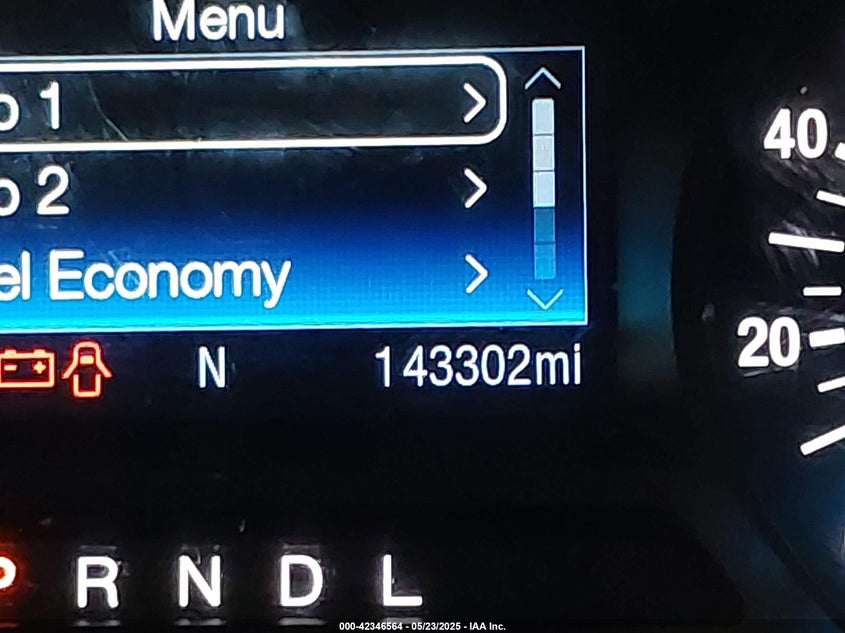 Menu
o 1
o 2
el Economy
N
143302mi
40
20
P R N D L
000-42346564 - 05/23/2025 - IAA Inc.